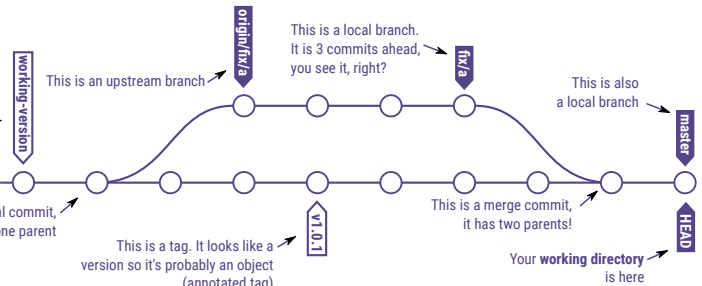 origin/fix/a
This is a local branch.
It is 3 commits ahead,
you see it, right?
fix/a
working-version
This is an upstream branch
This is also
a local branch
master
al commit,
one parent
This is a merge commit,
it has two parents!
v1.0.1
HEAD
This is a tag. It looks like a
version so it's probably an object
(annotated tag)
Your working directory
is here